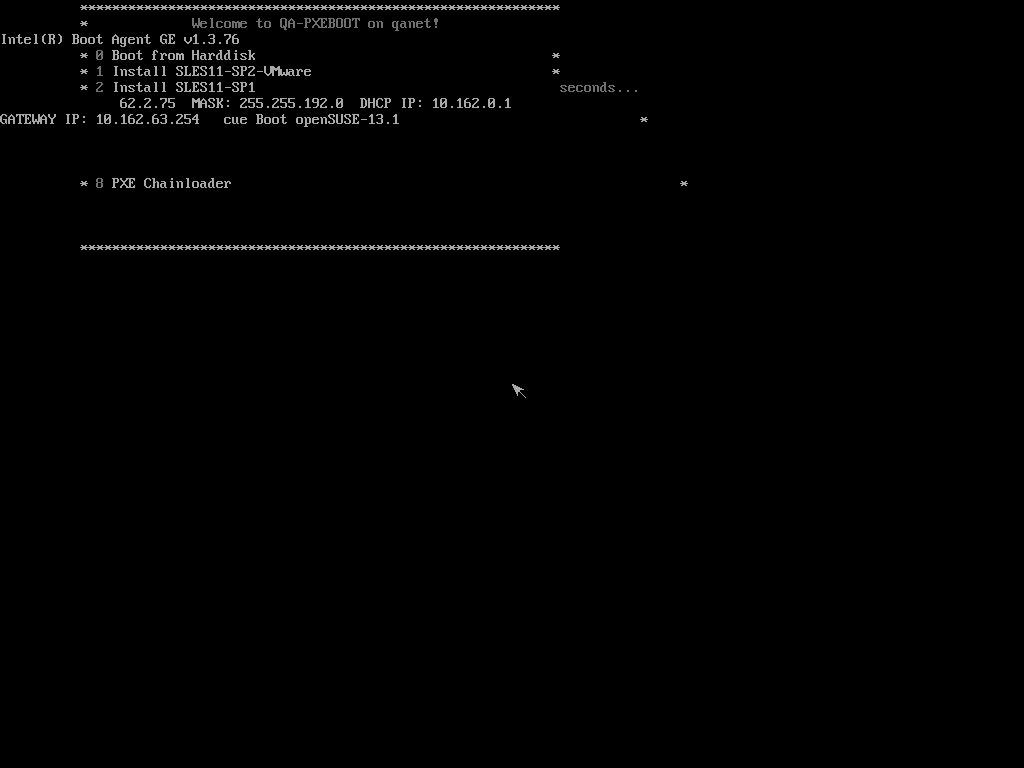 ************************************************************
* Welcome to QA-PXEBOOT on qanet!
Intel(R) Boot Agent GE v1.3.76
* 0 Boot from Harddisk *
* 1 Install SLES11-SP2-VMware *
* 2 Install SLES11-SP1 seconds...
62.2.75 MASK: 255.255.192.0 DHCP IP: 10.162.0.1
GATEWAY IP: 10.162.63.254 cue Boot openSUSE-13.1 *
* 8 PXE Chainloader *
************************************************************